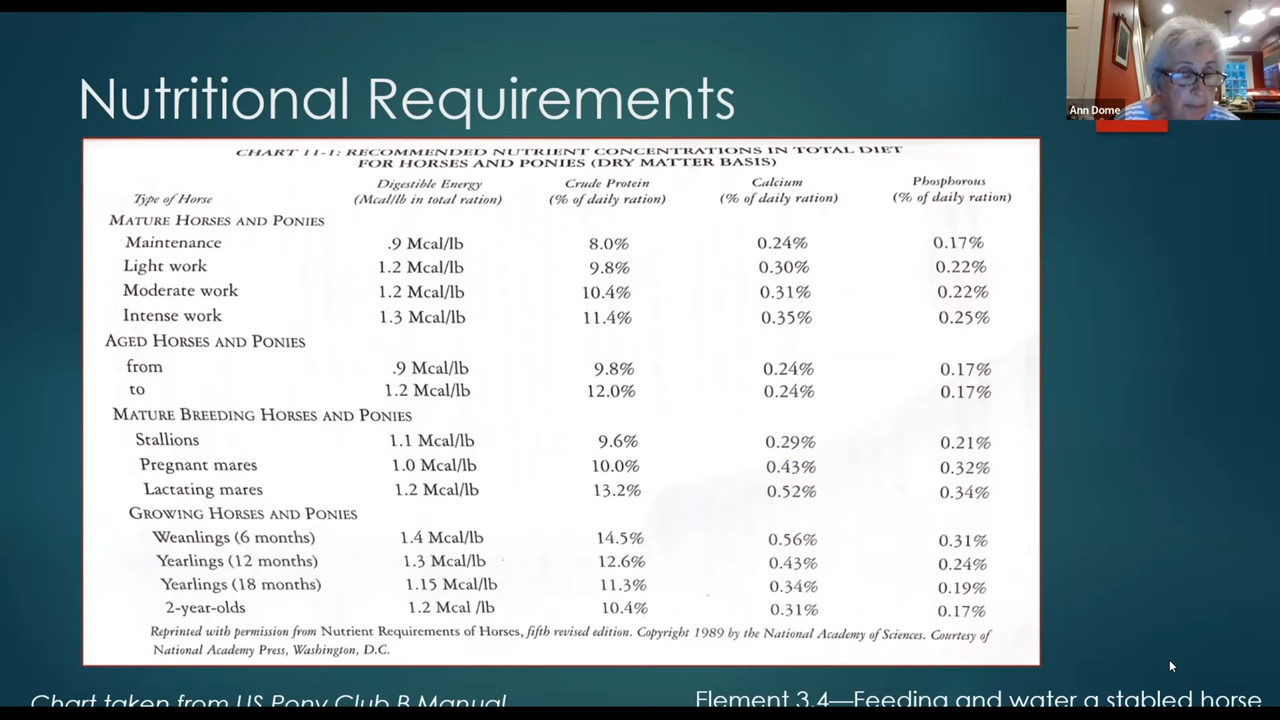 Nutritional Requirements
Ann Dome
CHART 11-1: RECOMMENDED NUTRIENT CONCENTRATIONS IN TOTAL DIET
FOR HORSES AND PONIES (DRY MATTER BASIS)
Type of Horse Digestible Energy (Mcal/lb in total ration) Crude Protein (% of daily ration) Calcium (% of daily ration) Phosphorous (% of daily ration)
MATURE HORSES AND PONIES
Maintenance .9 Mcal/lb 8.0% 0.24% 0.17%
Light work 1.2 Mcal/lb 9.8% 0.30% 0.22%
Moderate work 1.2 Mcal/lb 10.4% 0.31% 0.22%
Intense work 1.3 Mcal/lb 11.4% 0.35% 0.25%
AGED HORSES AND PONIES
from .9 Mcal/lb 9.8% 0.24% 0.17%
to 1.2 Mcal/lb 12.0% 0.24% 0.17%
MATURE BREEDING HORSES AND PONIES
Stallions 1.1 Mcal/lb 9.6% 0.29% 0.21%
Pregnant mares 1.0 Mcal/lb 10.0% 0.43% 0.32%
Lactating mares 1.2 Mcal/lb 13.2% 0.52% 0.34%
GROWING HORSES AND PONIES
Weanlings (6 months) 1.4 Mcal/lb 14.5% 0.56% 0.31%
Yearlings (12 months) 1.3 Mcal/lb 12.6% 0.43% 0.24%
Yearlings (18 months) 1.15 Mcal/lb 11.3% 0.34% 0.19%
2-year-olds 1.2 Mcal /lb 10.4% 0.31% 0.17%
Reprinted with permission from Nutrient Requirements of Horses, fifth revised edition. Copyright 1989 by the National Academy of Sciences. Courtesy of
National Academy Press, Washington, D.C.
Chart taken from US Pony Club B Manual
Element 3.4—Feeding and water a stabled horse